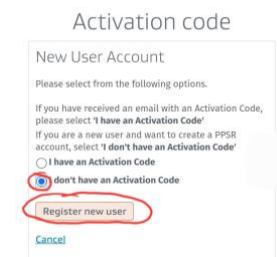 Activation code
New User Account
Please select from the following options.
If you have received an email with an Activation Code,
please select 'I have an Activation Code'
If you are a new user and want to create a PPSR
account, select 'I don't have an Activation Code'
I have an Activation Code
don't have an Activation Code
Register new user
Cancel